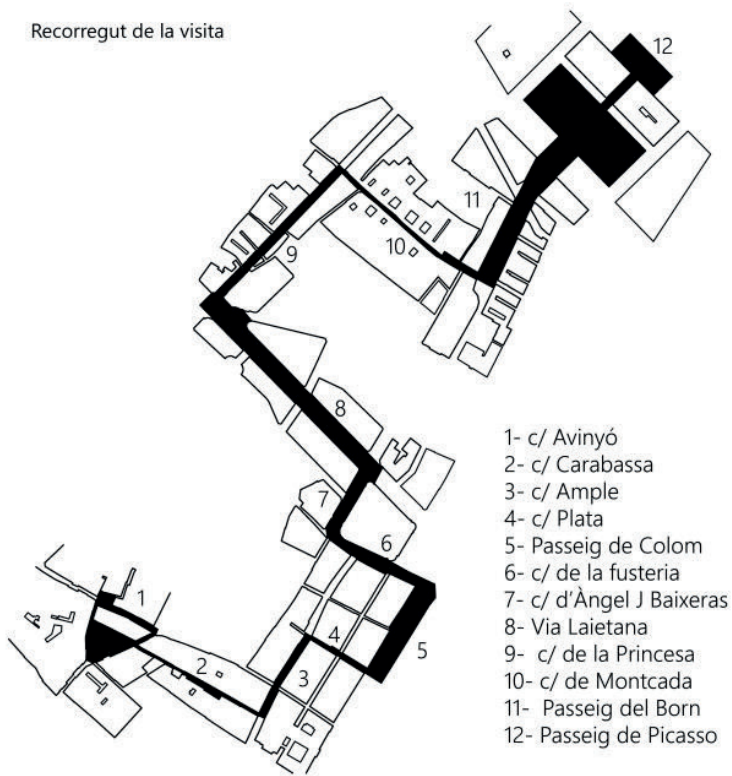 Recorregut de la visita
12
11
10
9
8
7
6
1
2
3
4
5
1- c/ Avinyó
2- c/ Carabassa
3- c/ Ample
4- c/ Plata
5- Passeig de Colom
6- c/ de la fusteria
7- c/ d'Àngel J Baixeras
8- Via Laietana
9- c/ de la Princesa
10- c/ de Montcada
11- Passeig del Born
12- Passeig de Picasso